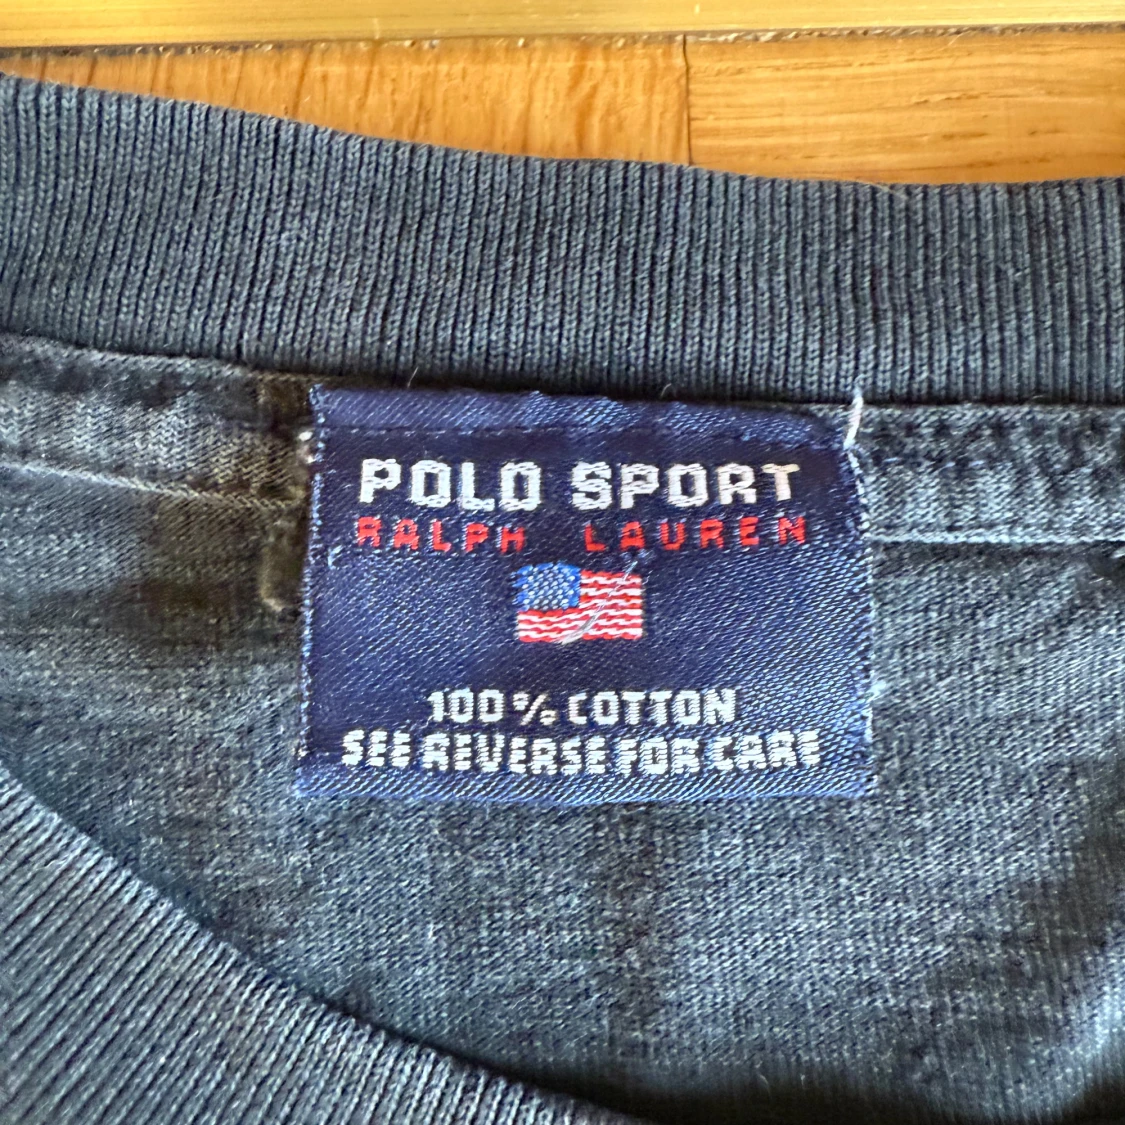 POLO SPORT
RALPH LAUREN
100% COTTON
SEE REVERSE FOR CARE